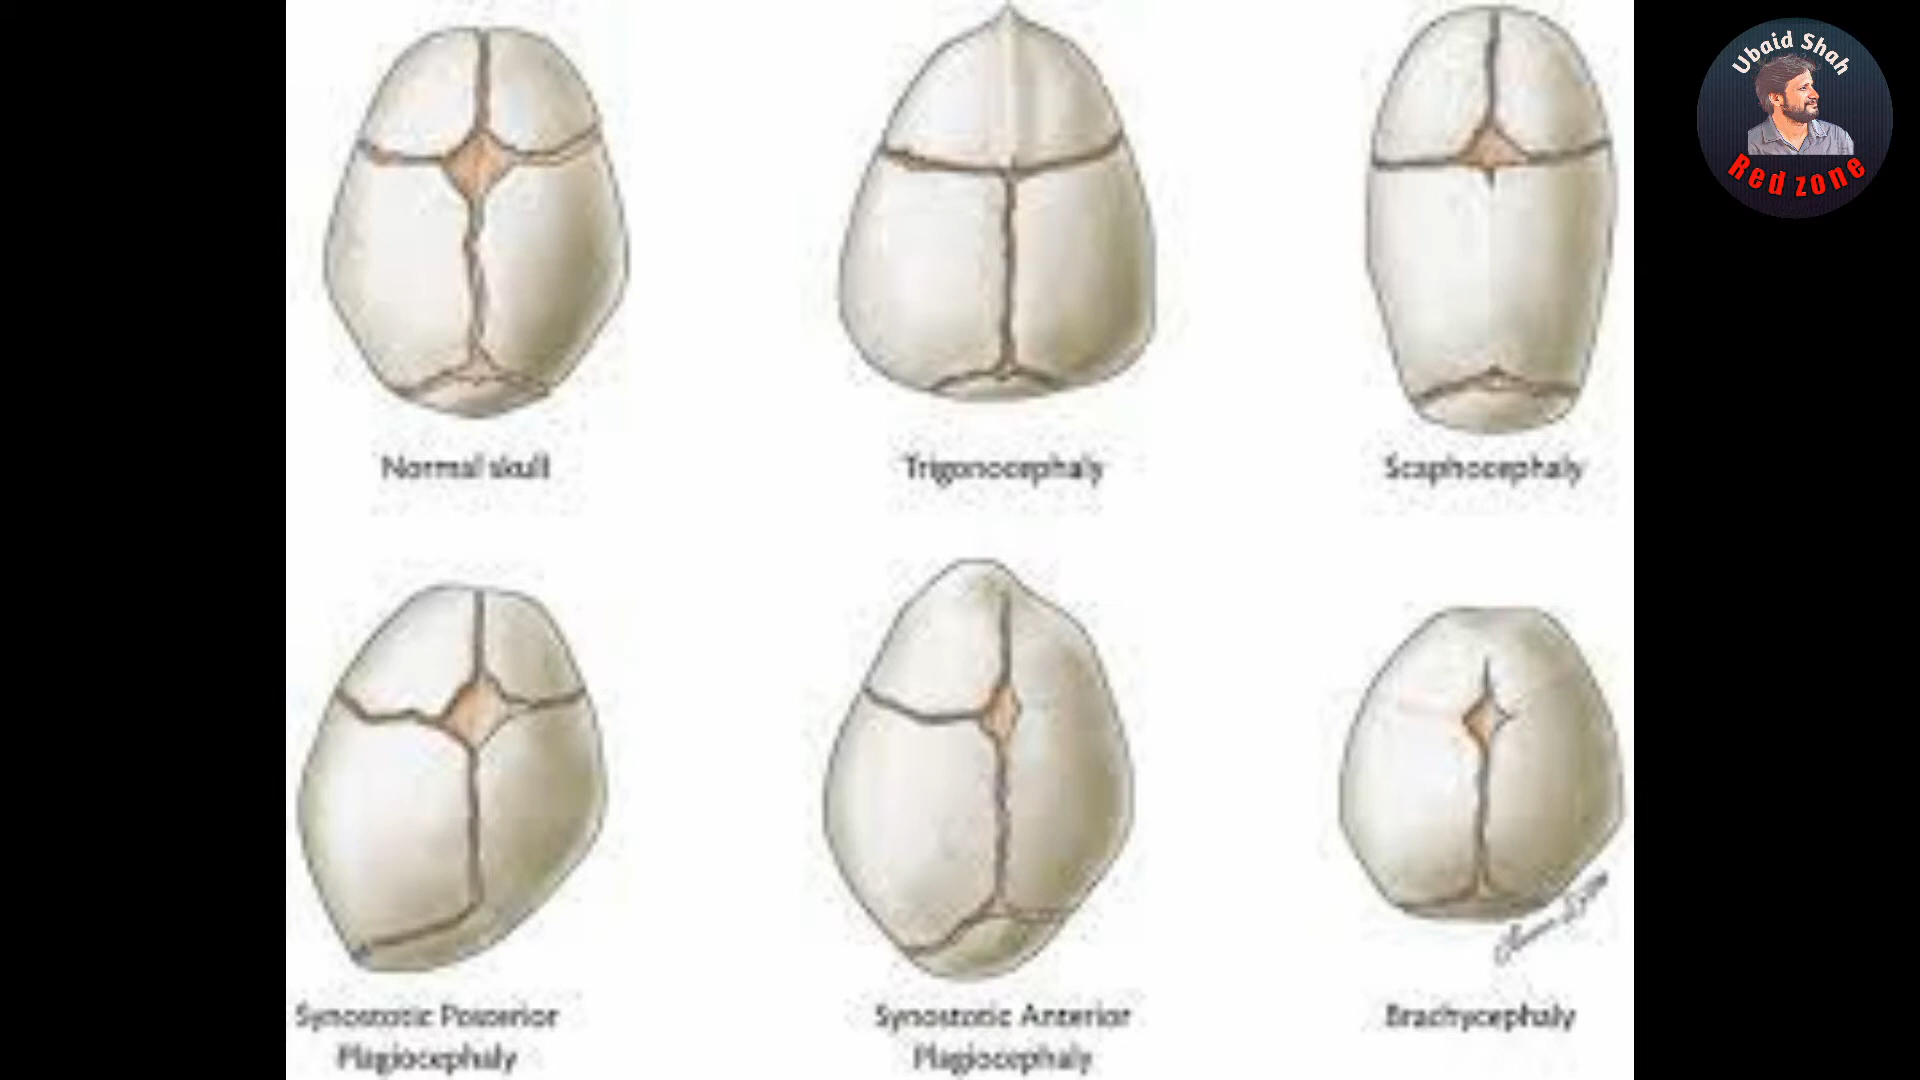 Ubaid Shah
Red zone
Normal skull
Trigonocephaly
Scaphocephaly
Synostotic Posterior
Plagiocephaly
Synostotic Anterior
Plagiocephaly
Brachycephaly